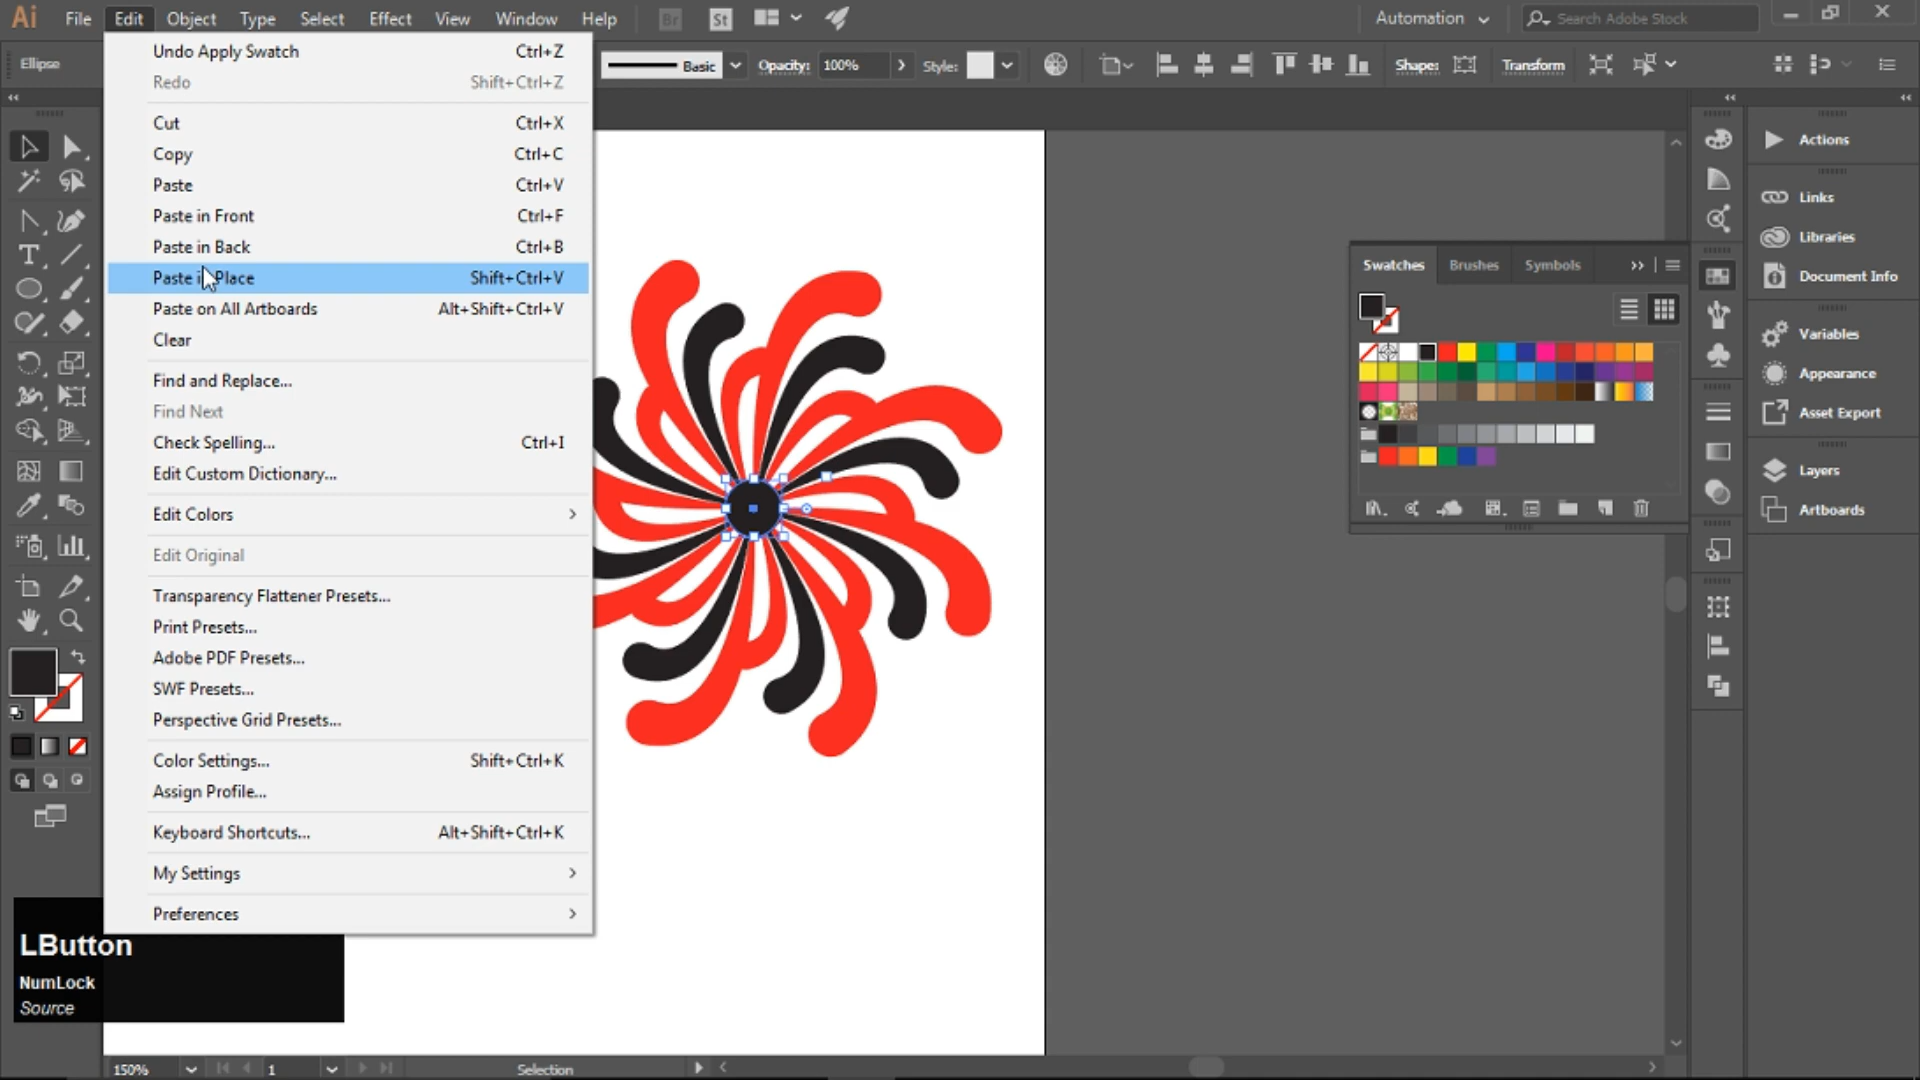 Ai File Edit Object Type Select Effect View Window Help Br St Automation Search Adobe Stock
Ellipse Basic Opacity: 100% Style: Shape: Transform
Undo Apply Swatch Ctrl+Z
Redo Shift+Ctrl+Z
Cut Ctrl+X
Copy Ctrl+C
Paste Ctrl+V
Paste in Front Ctrl+F
Paste in Back Ctrl+B
Paste in Place Shift+Ctrl+V
Paste on All Artboards Alt+Shift+Ctrl+V
Clear
Find and Replace...
Find Next
Check Spelling... Ctrl+I
Edit Custom Dictionary...
Edit Colors
Edit Original
Transparency Flattener Presets...
Print Presets...
Adobe PDF Presets...
SWF Presets...
Perspective Grid Presets...
Color Settings... Shift+Ctrl+K
Assign Profile...
Keyboard Shortcuts... Alt+Shift+Ctrl+K
My Settings
Preferences
Swatches Brushes Symbols
Actions
Links
Libraries
Document Info
Variables
Appearance
Asset Export
Layers
Artboards
LButton
NumLock
Source
150% 1 Selection